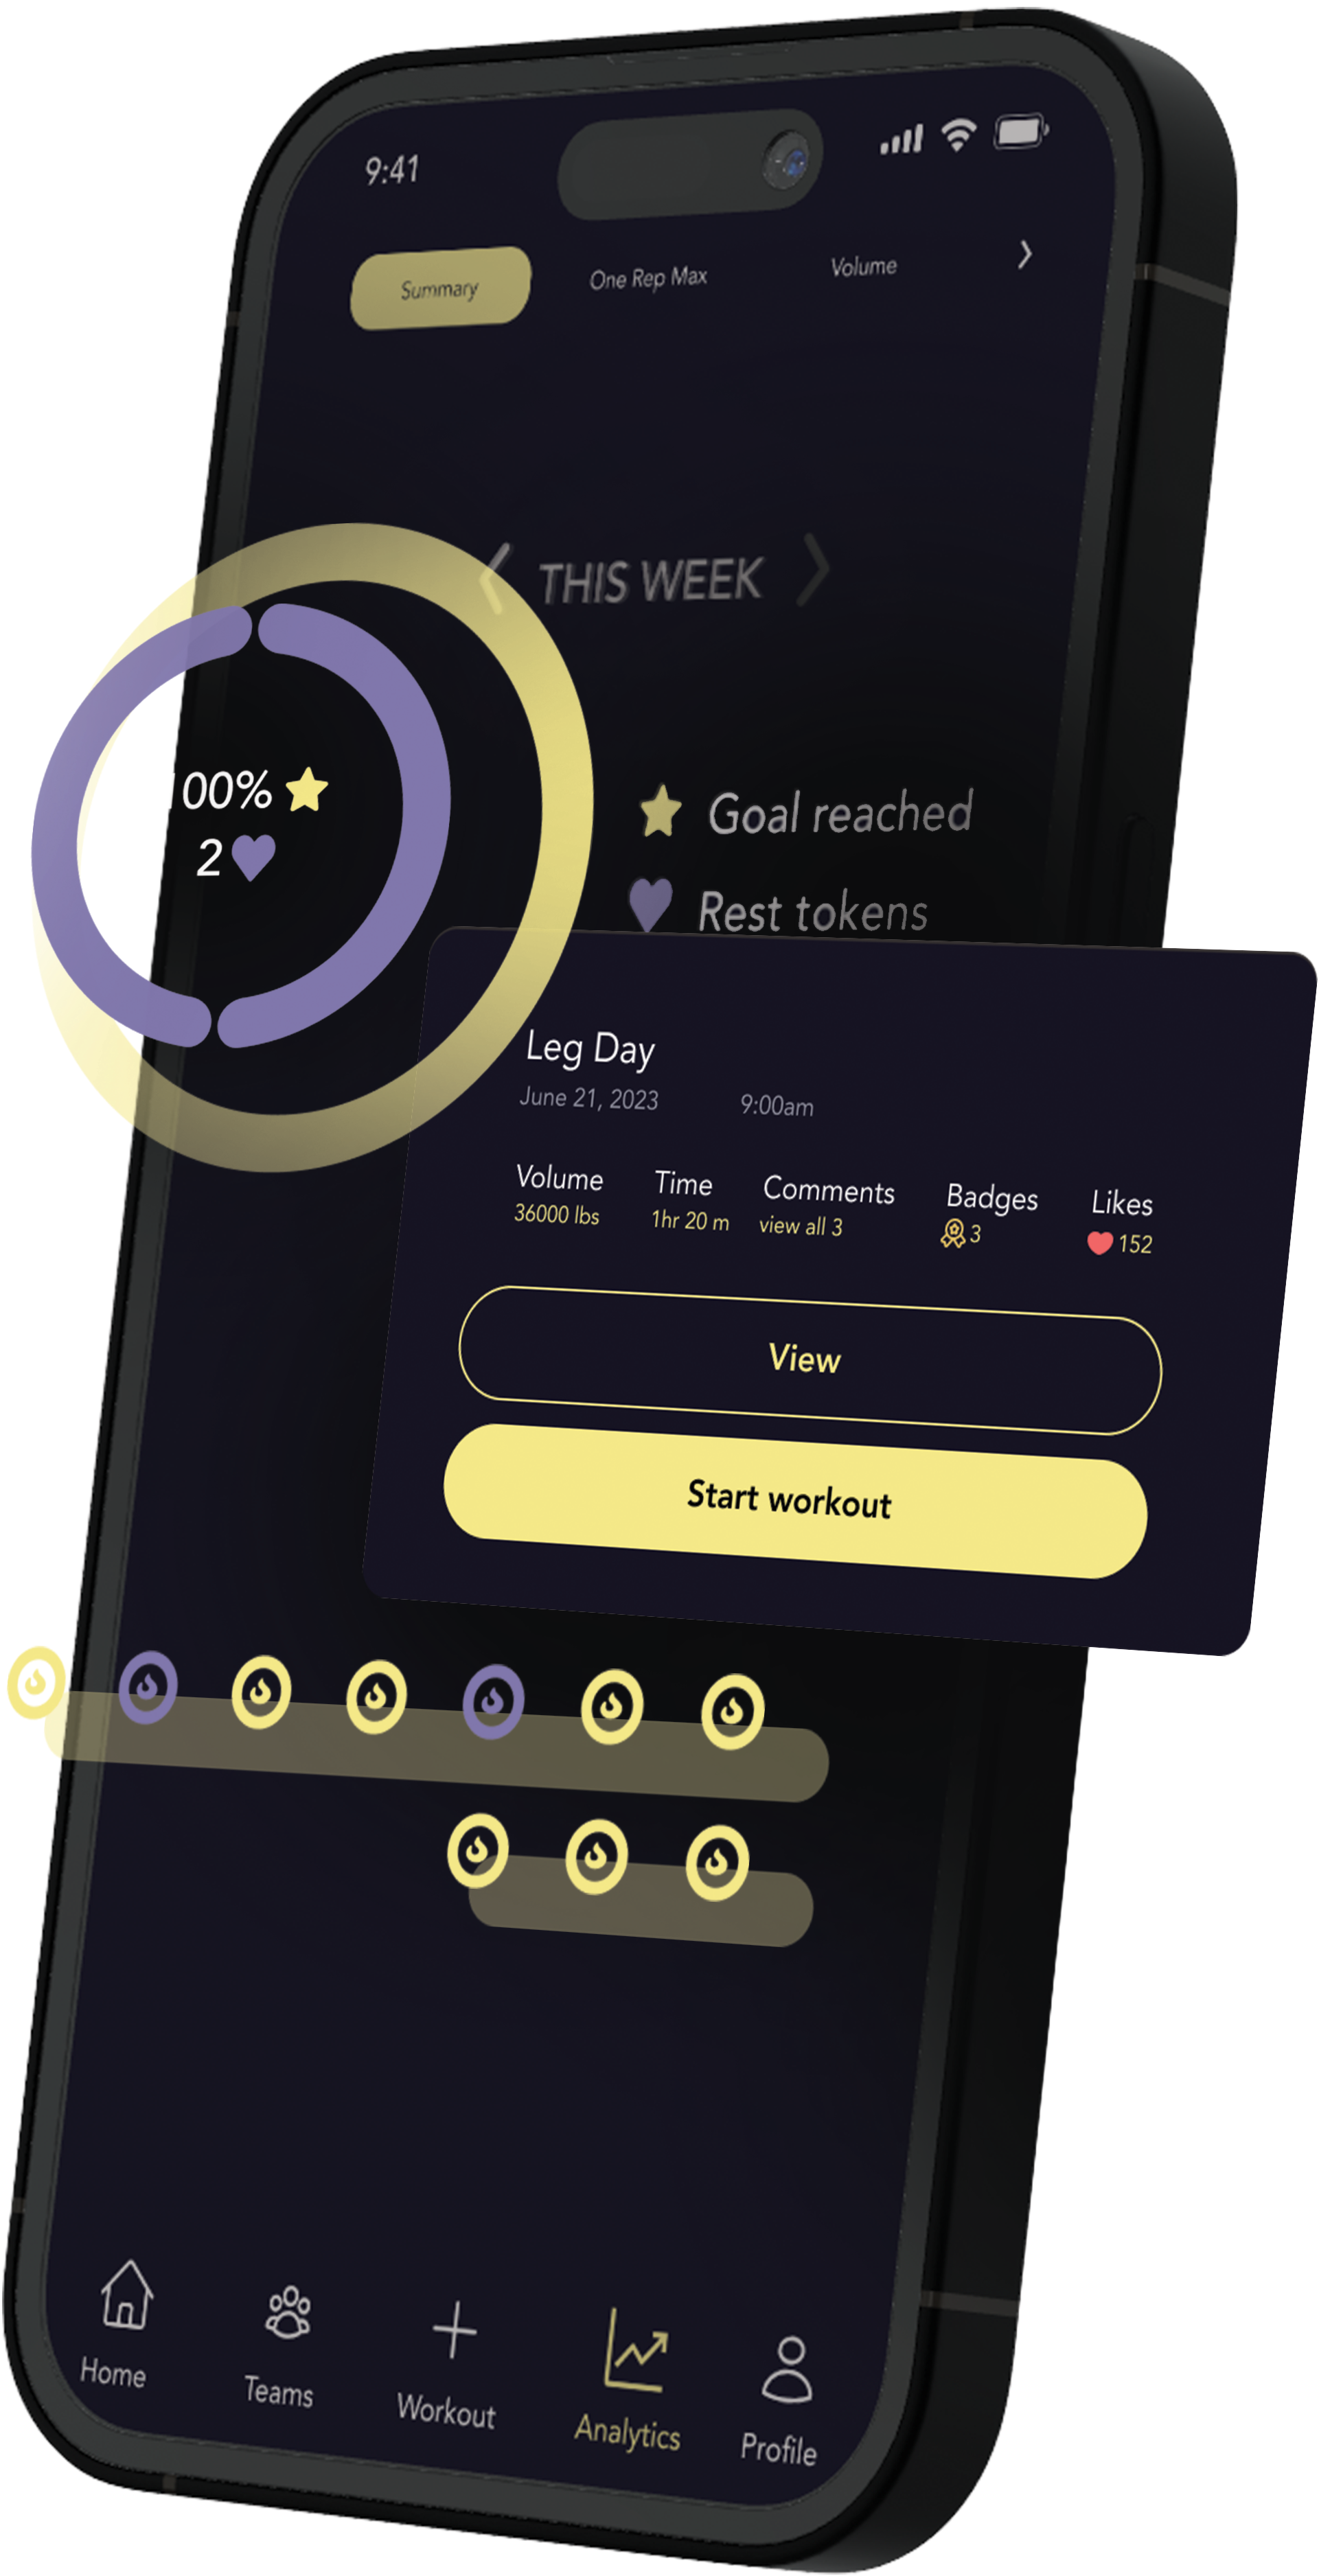 9:41
Summary One Rep Max Volume
THIS WEEK
100%
2
Goal reached
Rest tokens
Leg Day
June 21, 2023 9:00am
Volume Time Comments Badges Likes
36000 lbs 1hr 20 m view all 3 3 152
View
Start workout
Home Teams Workout Analytics Profile